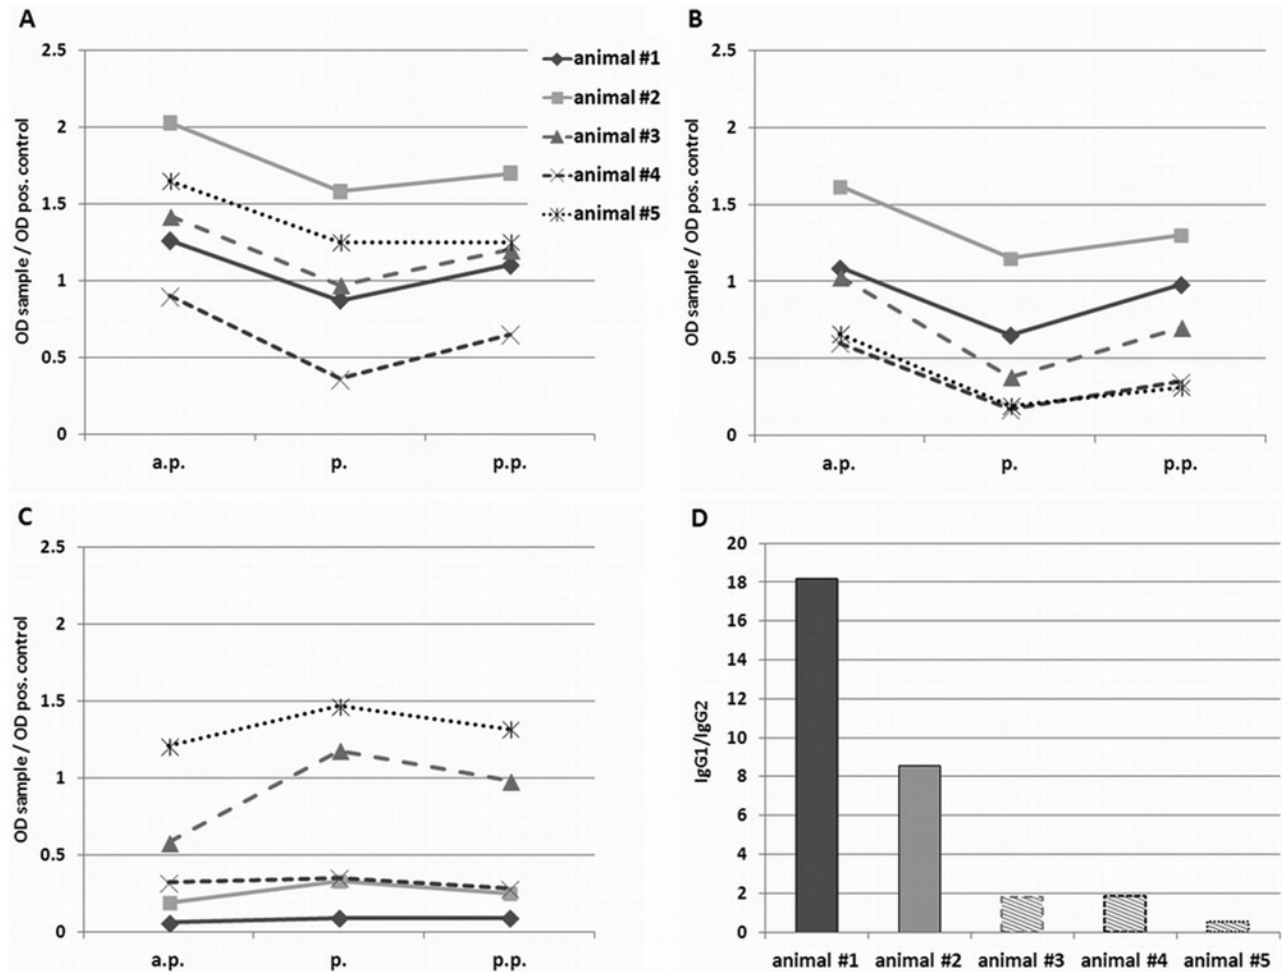 A
OD sample / OD pos. control
2.5
2
1.5
1
0.5
0
a.p. p. p.p.
animal #1
animal #2
animal #3
animal #4
animal #5
B
OD sample / OD pos. control
2.5
2
1.5
1
0.5
0
a.p. p. p.p.
C
OD sample / OD pos. control
2.5
2
1.5
1
0.5
0
a.p. p. p.p.
D
IgG1/IgG2
20
18
16
14
12
10
8
6
4
2
0
animal #1 animal #2 animal #3 animal #4 animal #5